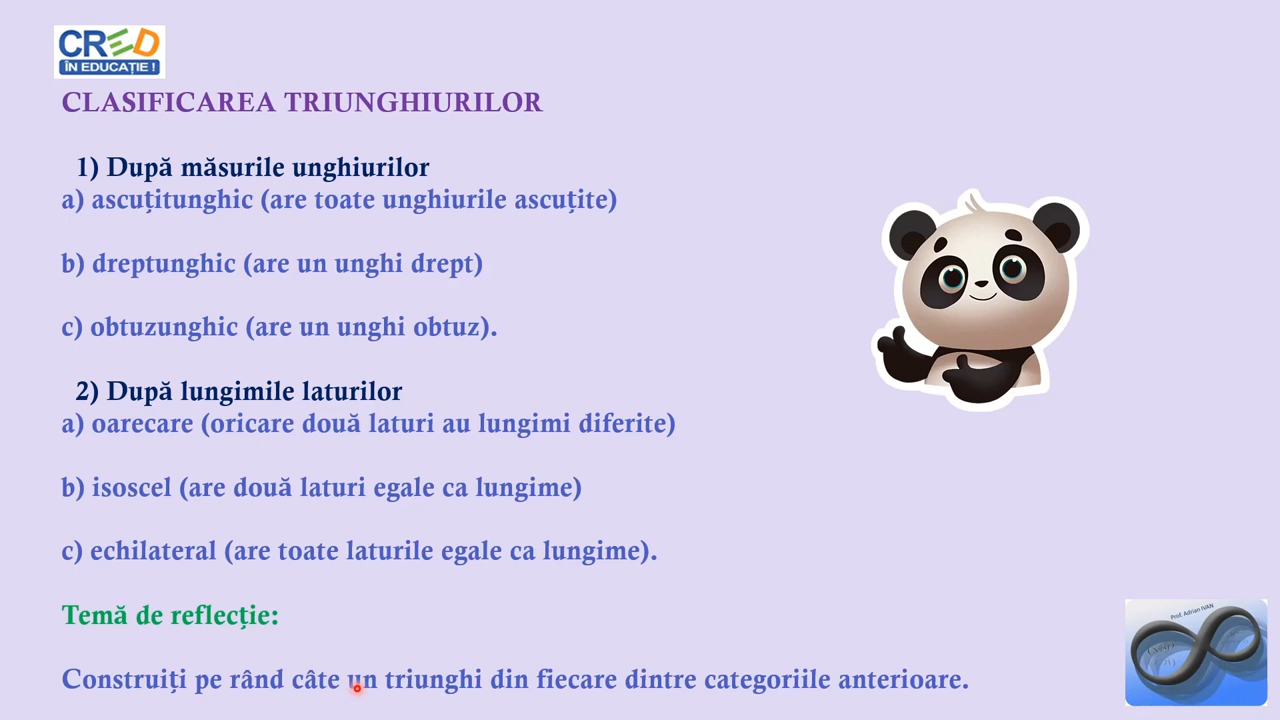 CRED
ÎN EDUCAȚIE !
CLASIFICAREA TRIUNGHIURILOR
1) După măsurile unghiurilor
a) ascuțitunghic (are toate unghiurile ascuțite)
b) dreptunghic (are un unghi drept)
c) obtuzunghic (are un unghi obtuz).
2) După lungimile laturilor
a) oarecare (oricare două laturi au lungimi diferite)
b) isoscel (are două laturi egale ca lungime)
c) echilateral (are toate laturile egale ca lungime).
Temă de reflecție:
Construiți pe rând câte un triunghi din fiecare dintre categoriile anterioare.
Prof. Adrian IVAN